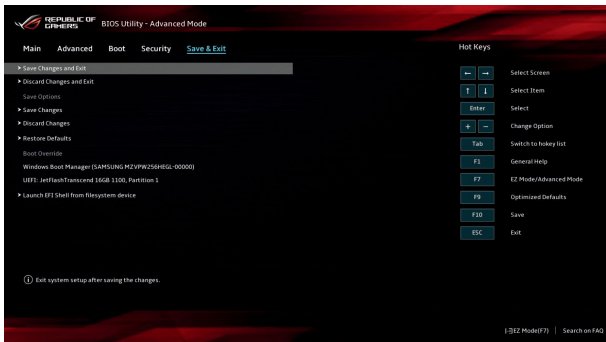 REPUBLIC OF
GAMERS
BIOS Utility - Advanced Mode
Main Advanced Boot Security Save & Exit
Hot Keys
Save Changes and Exit
Discard Changes and Exit
Save Options
Save Changes
Discard Changes
Restore Defaults
Boot Override
Windows Boot Manager (SAMSUNG MZVPW256HEGL-00000)
UEFI: JetFlashTranscend 16GB 1100, Partition 1
Launch EFI Shell from filesystem device
← → Select Screen
↑ ↓ Select Item
Enter Select
+ − Change Option
Tab Switch to hokey list
F1 General Help
F7 EZ Mode/Advanced Mode
F9 Optimized Defaults
F10 Save
ESC Exit
Exit system setup after saving the changes.
EZ Mode(F7) | Search on FAQ